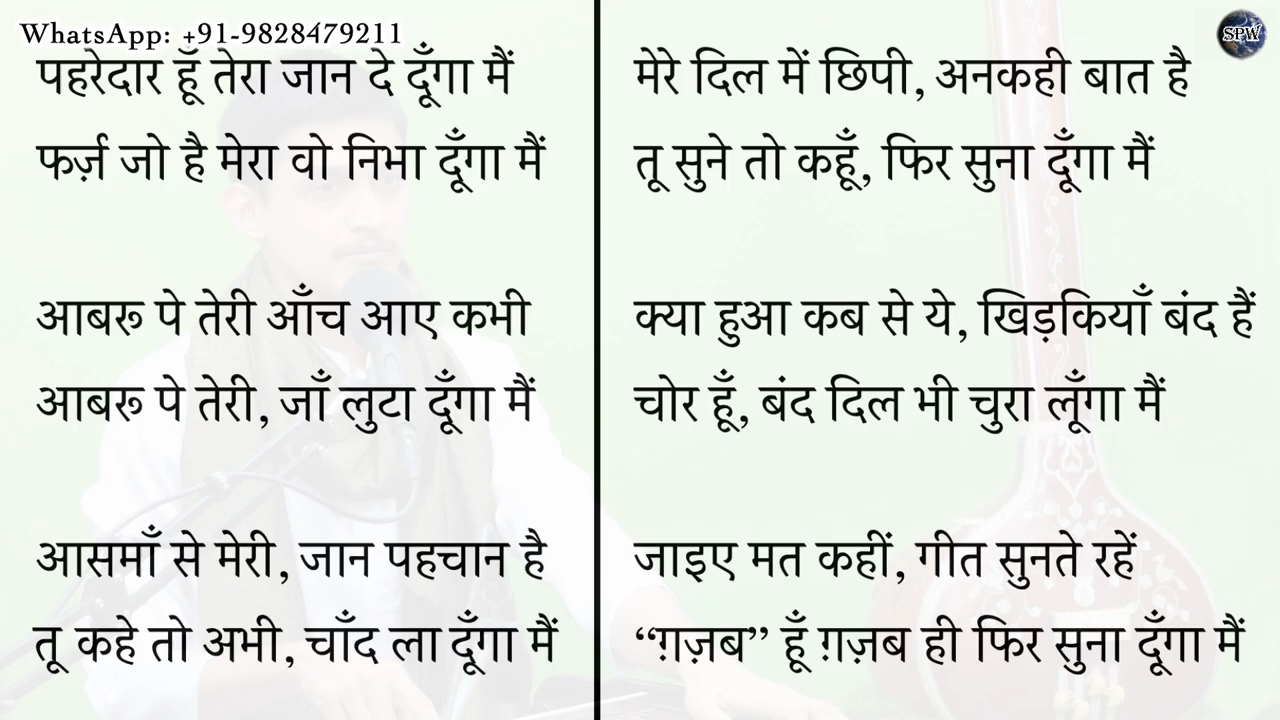 WhatsApp: +91-9828479211
SPW
पहरेदार हूँ तेरा जान दे दूँगा मैं
फर्ज़ जो है मेरा वो निभा दूँगा मैं
आबरू पे तेरी आँच आए कभी
आबरू पे तेरी, जाँ लुटा दूँगा मैं
आसमाँ से मेरी, जान पहचान है
तू कहे तो अभी, चाँद ला दूँगा मैं
मेरे दिल में छिपी, अनकही बात है
तू सुने तो कहूँ, फिर सुना दूँगा मैं
क्या हुआ कब से ये, खिड़कियाँ बंद हैं
चोर हूँ, बंद दिल भी चुरा लूँगा मैं
जाइए मत कहीं, गीत सुनते रहें
“ग़ज़ब” हूँ ग़ज़ब ही फिर सुना दूँगा मैं